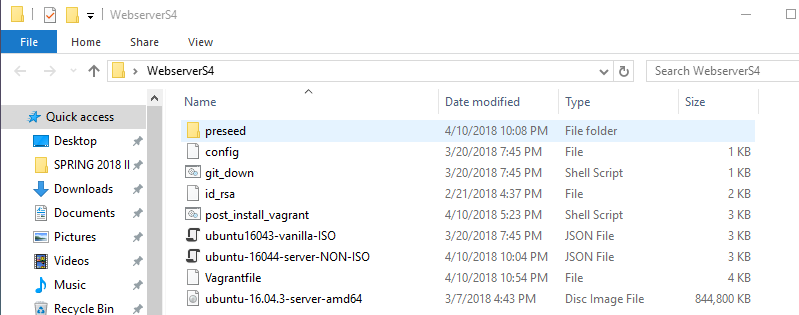 WebserverS4
File Home Share View
WebserverS4 Search WebserverS4
Name Date modified Type Size
Quick access
Desktop
SPRING 2018 II
Downloads
Documents
Pictures
Videos
Music
Recycle Bin
preseed 4/10/2018 10:08 PM File folder
config 3/20/2018 7:45 PM File 1 KB
git_down 3/20/2018 7:45 PM Shell Script 1 KB
id_rsa 2/21/2018 4:37 PM File 2 KB
post_install_vagrant 4/10/2018 5:23 PM Shell Script 3 KB
ubuntu16043-vanilla-ISO 3/20/2018 7:45 PM JSON File 3 KB
ubuntu-16044-server-NON-ISO 4/10/2018 10:04 PM JSON File 3 KB
Vagrantfile 4/10/2018 10:54 PM File 4 KB
ubuntu-16.04.3-server-amd64 3/7/2018 4:43 PM Disc Image File 844,800 KB